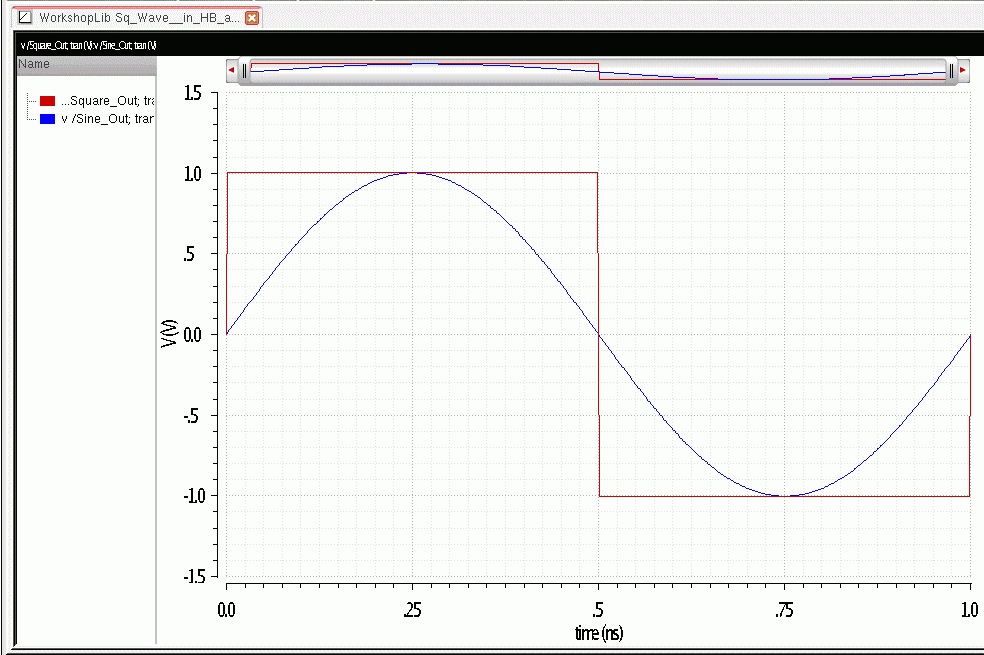 WorkshopLib Sq_Wave__in_HB_a...
v /Square_Out; tran (V):v /Sine_Out; tran (V)
Name
...Square_Out; tra
v /Sine_Out; tran
1.5
1.0
.5
0.0
-.5
-1.0
-1.5
V (V)
0.0 .25 .5 .75 1.0
time (ns)